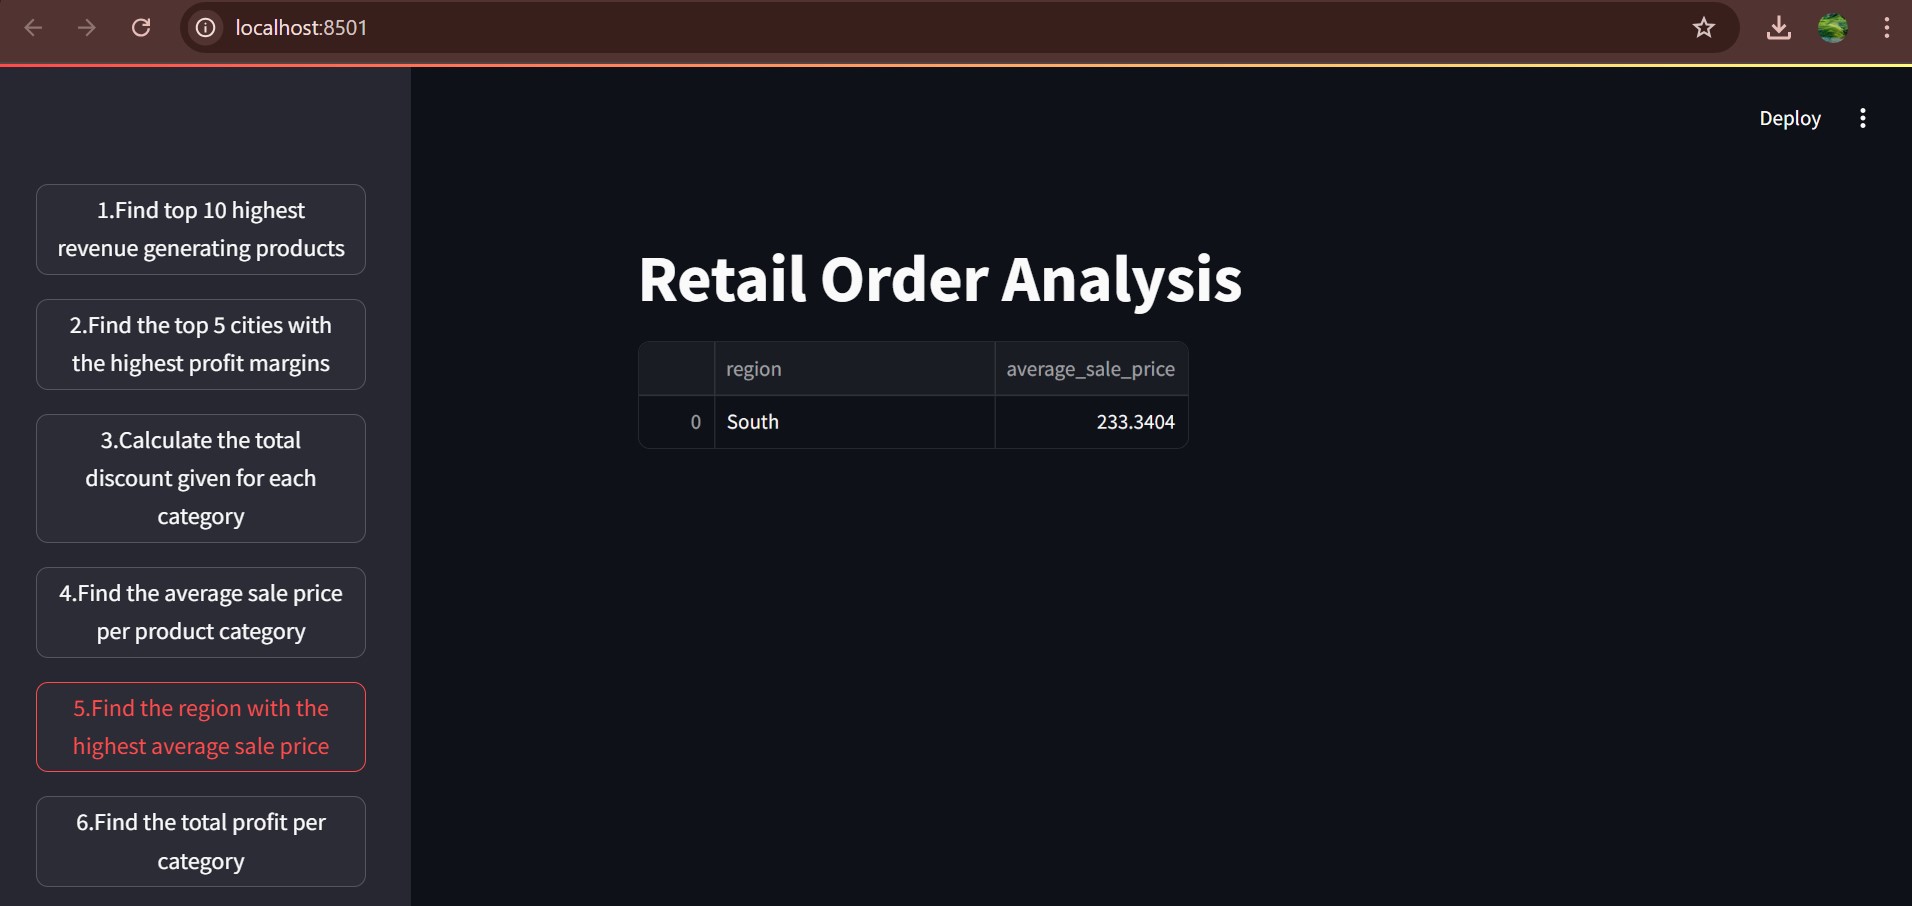 localhost:8501
Deploy
1.Find top 10 highest
revenue generating products
2.Find the top 5 cities with
the highest profit margins
3.Calculate the total
discount given for each
category
4.Find the average sale price
per product category
5.Find the region with the
highest average sale price
6.Find the total profit per
category
Retail Order Analysis
region average_sale_price
0 South 233.3404